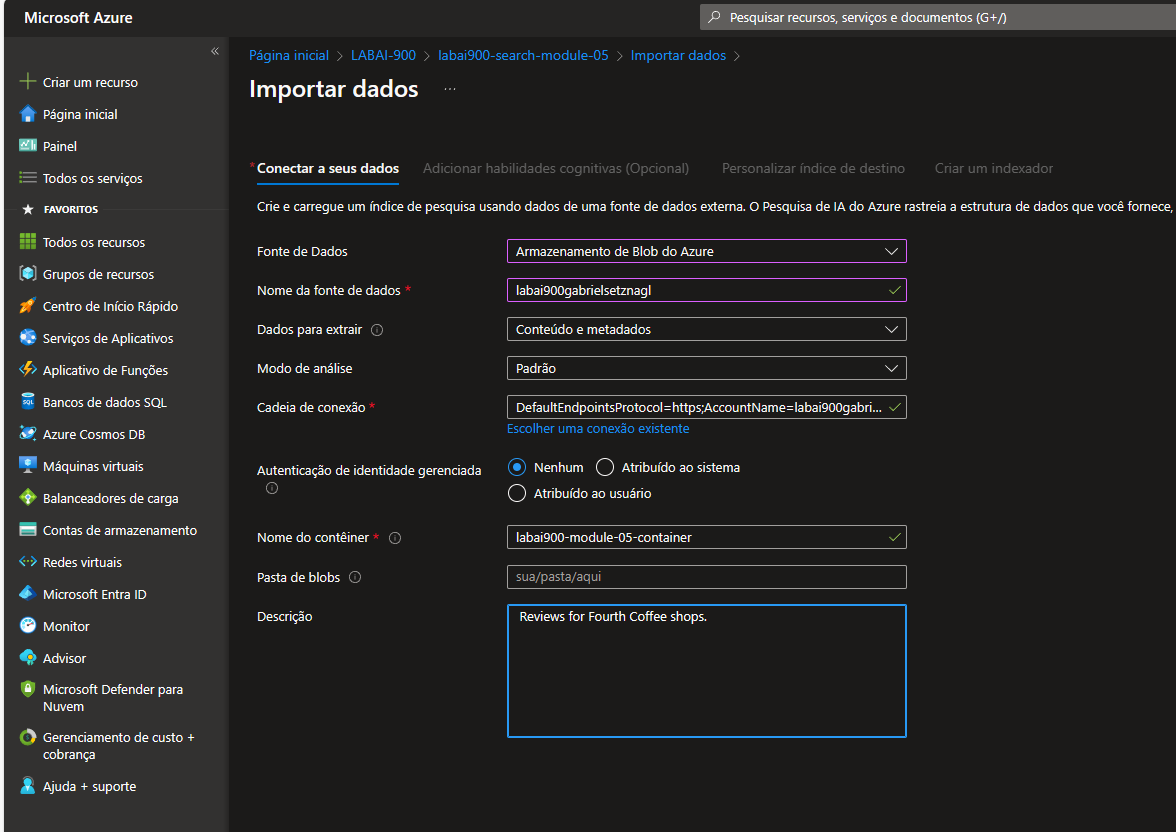 Microsoft Azure
Pesquisar recursos, serviços e documentos (G+/)
«
Criar um recurso
Página inicial
Painel
Todos os serviços
FAVORITOS
Todos os recursos
Grupos de recursos
Centro de Início Rápido
Serviços de Aplicativos
Aplicativo de Funções
Bancos de dados SQL
Azure Cosmos DB
Máquinas virtuais
Balanceadores de carga
Contas de armazenamento
Redes virtuais
Microsoft Entra ID
Monitor
Advisor
Microsoft Defender para
Nuvem
Gerenciamento de custo +
cobrança
Ajuda + suporte
Página inicial > LABAI-900 > labai900-search-module-05 > Importar dados >
Importar dados ...
* Conectar a seus dados Adicionar habilidades cognitivas (Opcional) Personalizar índice de destino Criar um indexador
Crie e carregue um índice de pesquisa usando dados de uma fonte de dados externa. O Pesquisa de IA do Azure rastreia a estrutura de dados que você fornece,
Fonte de Dados Armazenamento de Blob do Azure
Nome da fonte de dados * labai900gabrielsetznagl
Dados para extrair Conteúdo e metadados
Modo de análise Padrão
Cadeia de conexão * DefaultEndpointsProtocol=https;AccountName=labai900gabri...
Escolher uma conexão existente
Autenticação de identidade gerenciada Nenhum Atribuído ao sistema
Atribuído ao usuário
Nome do contêiner * labai900-module-05-container
Pasta de blobs sua/pasta/aqui
Descrição Reviews for Fourth Coffee shops.